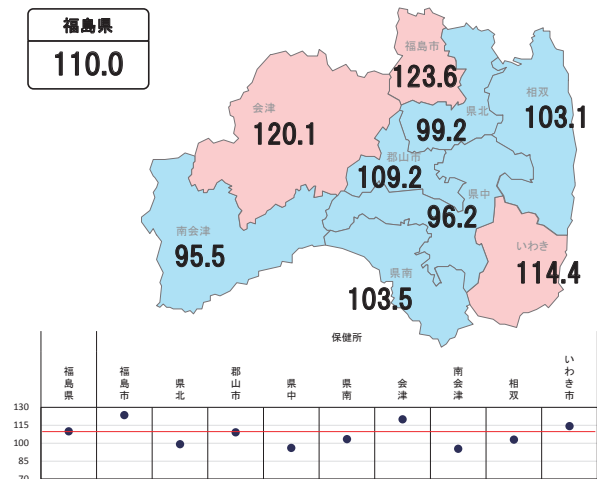 福島県
110.0
福島市
123.6
会津
120.1
県北
99.2
相双
103.1
郡山市
109.2
県中
96.2
南会津
95.5
いわき
114.4
県南
103.5
保健所
福島県
福島市
県北
郡山市
県中
県南
会津
南会津
相双
いわき市
130
115
100
85
70